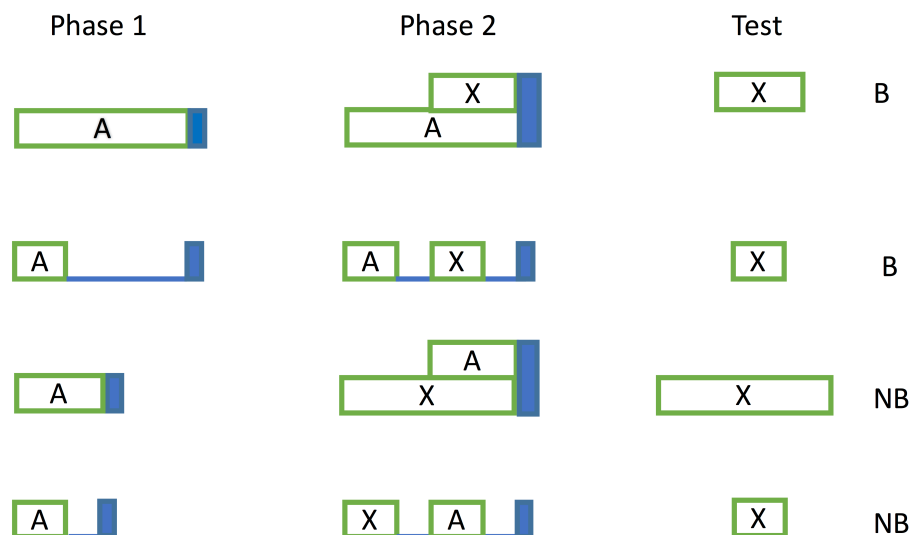 Phase 1 Phase 2 Test
X X B
A A
A A X X B
A
A X X NB
A X A X NB